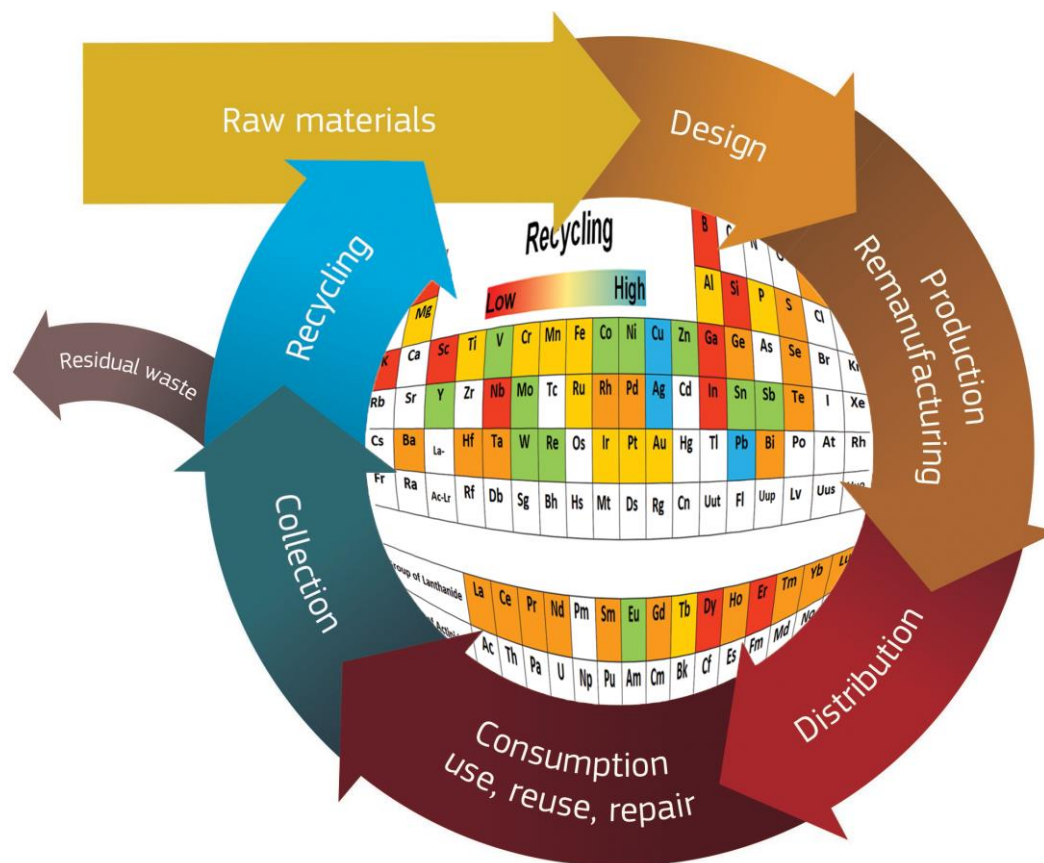 Raw materials
Design
Production
Remanufacturing
Distribution
Consumption
use, reuse, repair
Collection
Recycling
Residual waste
Recycling
Low High
B
Mg Al Si P S Cl
Ca Sc Ti V Cr Mn Fe Co Ni Cu Zn Ga Ge As Se Br Kr
Rb Sr Y Zr Nb Mo Tc Ru Rh Pd Ag Cd In Sn Sb Te I Xe
Cs Ba La- Hf Ta W Re Os Ir Pt Au Hg Tl Pb Bi Po At Rh
Fr Ra Ac-Lr Rf Db Sg Bh Hs Mt Ds Rg Cn Uut Fl Uup Lv Uus
of Lanthanide La Ce Pr Nd Pm Sm Eu Gd Tb Dy Ho Er Tm Yb Lu
Ac Th Pa U Np Pu Am Cm Bk Cf Es Fm Md